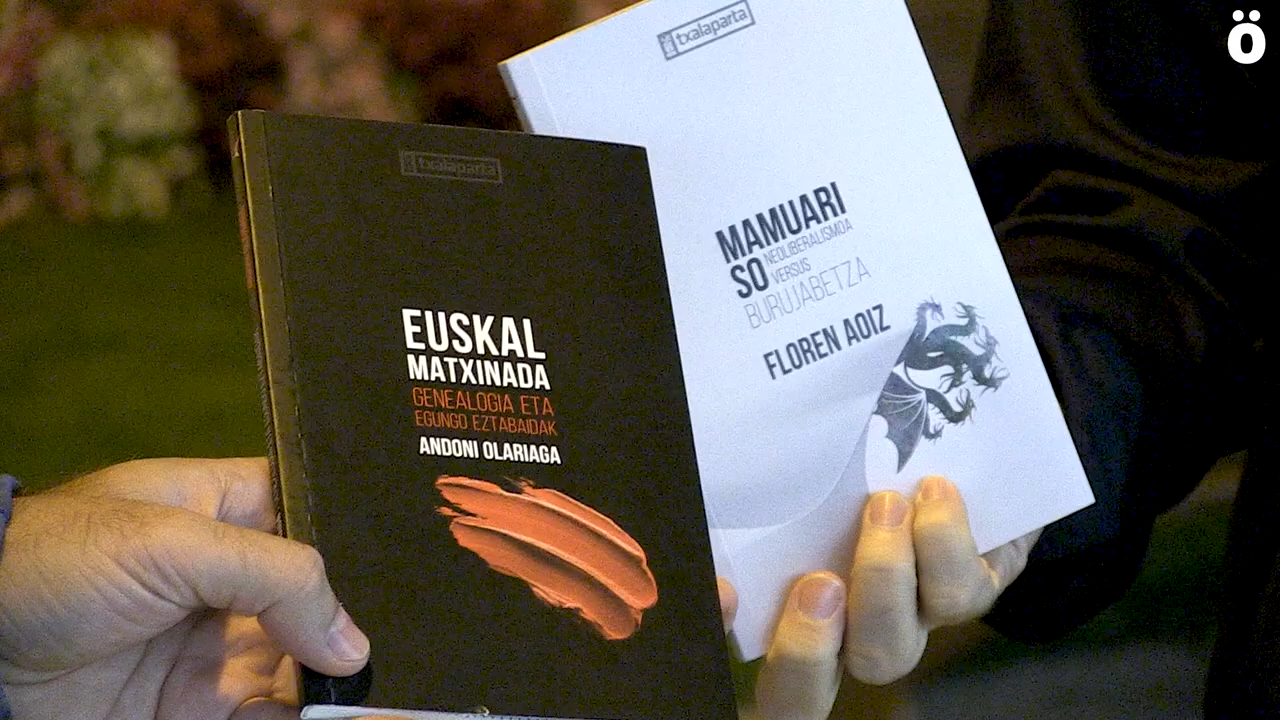 txalaparta
EUSKAL
MATXINADA
GENEALOGIA ETA
EGUNGO EZTABAIDAK
ANDONI OLARIAGA
txalaparta
MAMUARI
SO NEOLIBERALISMOA
VERSUS
BURUJABETZA
FLOREN AOIZ
ö